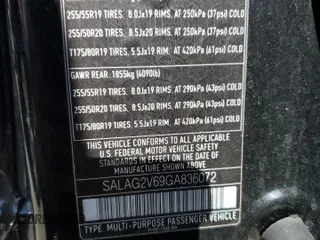 255/55R19 TIRES. 8.0Jx19 RIMS. AT 250kPa (37psi) COLD
255/50R20 TIRES. 8.5Jx20 RIMS. AT 250kPa (37psi) COLD
T175/80R19 TIRES. 5.5Jx19 RIM. AT 420kPa (61psi) COLD
GAWR REAR. 1855kg (4090lb)
255/55R19 TIRES. 8.0Jx19 RIMS. AT 290kPa (43psi) COLD
255/50R20 TIRES. 8.5Jx20 RIMS. AT 290kPa (43psi) COLD
T175/80R19 TIRES. 5.5Jx19 RIM. AT 420kPa (61psi) COLD
THIS VEHICLE CONFORMS TO ALL APPLICABLE
U.S. FEDERAL MOTOR VEHICLE SAFETY
STANDARDS IN EFFECT ON THE DATE OF
MANUFACTURE SHOWN ABOVE.
SALAG2V69GA836072
TYPE: MULTI-PURPOSE PASSENGER VEHICLE